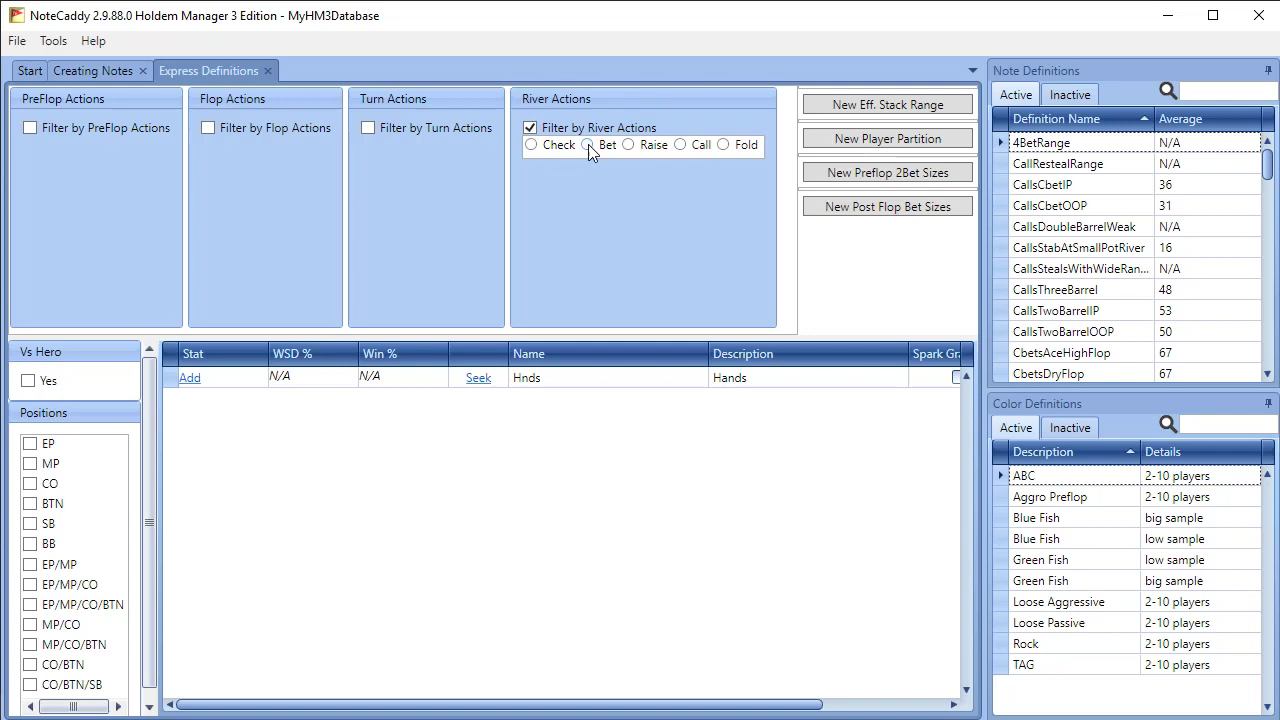 NoteCaddy 2.9.88.0 Holdem Manager 3 Edition - MyHM3Database
File Tools Help
Start Creating Notes Express Definitions
PreFlop Actions
Filter by PreFlop Actions
Flop Actions
Filter by Flop Actions
Turn Actions
Filter by Turn Actions
River Actions
Filter by River Actions
Check Bet Raise Call Fold
New Eff. Stack Range
New Player Partition
New Preflop 2Bet Sizes
New Post Flop Bet Sizes
Vs Hero
Yes
Positions
EP
MP
CO
BTN
SB
BB
EP/MP
EP/MP/CO
EP/MP/CO/BTN
MP/CO
MP/CO/BTN
CO/BTN
CO/BTN/SB
Stat WSD % Win % Name Description Spark Gr
Add N/A N/A Seek Hnds Hands
Note Definitions
Active Inactive
Definition Name Average
4BetRange N/A
CallRestealRange N/A
CallsCbetIP 36
CallsCbetOOP 31
CallsDoubleBarrelWeak N/A
CallsStabAtSmallPotRiver 16
CallsStealsWithWideRan... N/A
CallsThreeBarrel 48
CallsTwoBarrelIP 53
CallsTwoBarrelOOP 50
CbetsAceHighFlop 67
CbetsDryFlop 67
Color Definitions
Active Inactive
Description Details
ABC 2-10 players
Aggro Preflop 2-10 players
Blue Fish big sample
Blue Fish low sample
Green Fish low sample
Green Fish big sample
Loose Aggressive 2-10 players
Loose Passive 2-10 players
Rock 2-10 players
TAG 2-10 players